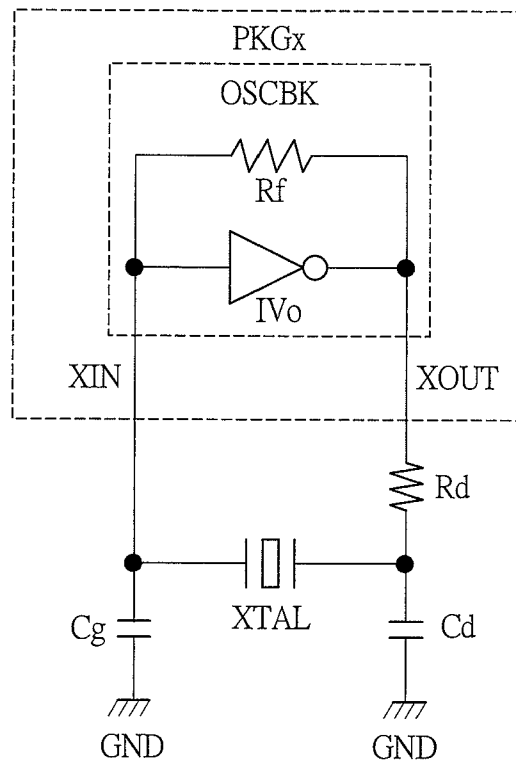 PKGx
OSCBK
Rf
IVo
XIN
XOUT
Rd
XTAL
Cg
Cd
GND
GND